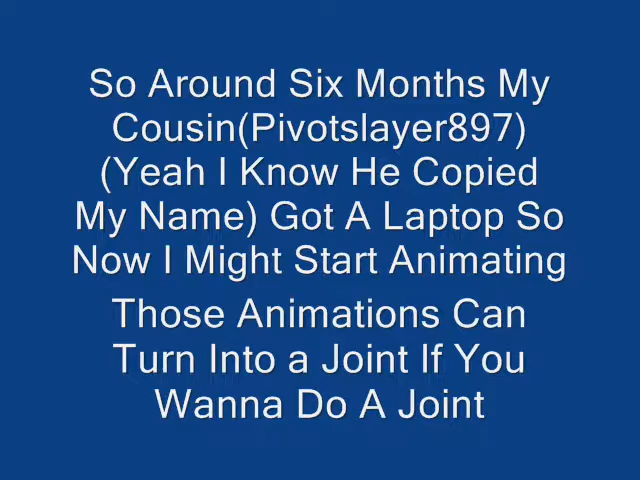 So Around Six Months My
Cousin(Pivotslayer897)
(Yeah I Know He Copied
My Name) Got A Laptop So
Now I Might Start Animating
Those Animations Can
Turn Into a Joint If You
Wanna Do A Joint